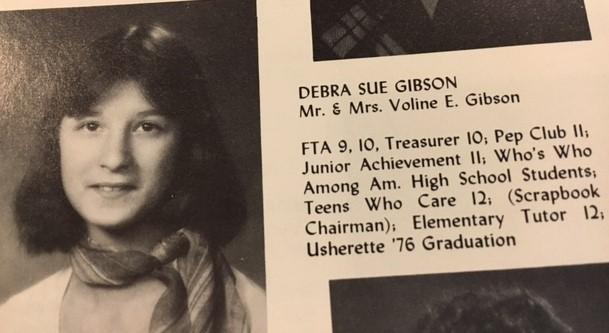 DEBRA SUE GIBSON
Mr. & Mrs. Voline E. Gibson
FTA 9, 10, Treasurer 10; Pep Club 11;
Junior Achievement 11; Who's Who
Among Am. High School Students;
Teens Who Care 12; (Scrapbook
Chairman); Elementary Tutor 12;
Usherette '76 Graduation